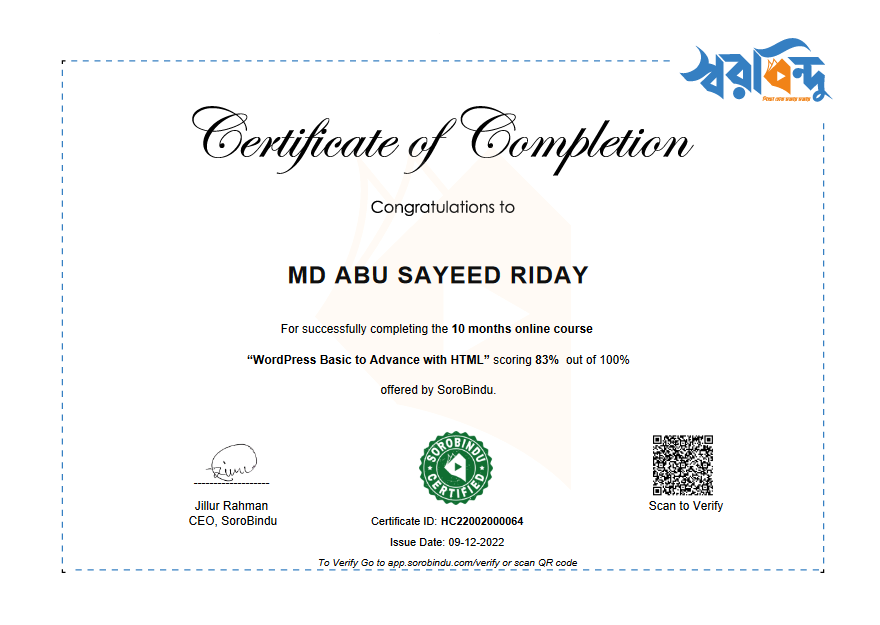 স্বরবিন্দু
Certificate of Completion
Congratulations to
MD ABU SAYEED RIDAY
For successfully completing the 10 months online course
“WordPress Basic to Advance with HTML” scoring 83% out of 100%
offered by SoroBindu.
SOROBINDU
CERTIFIED
Jillur Rahman
CEO, SoroBindu
Scan to Verify
Certificate ID: HC22002000064
Issue Date: 09-12-2022
To Verify Go to app.sorobindu.com/verify or scan QR code